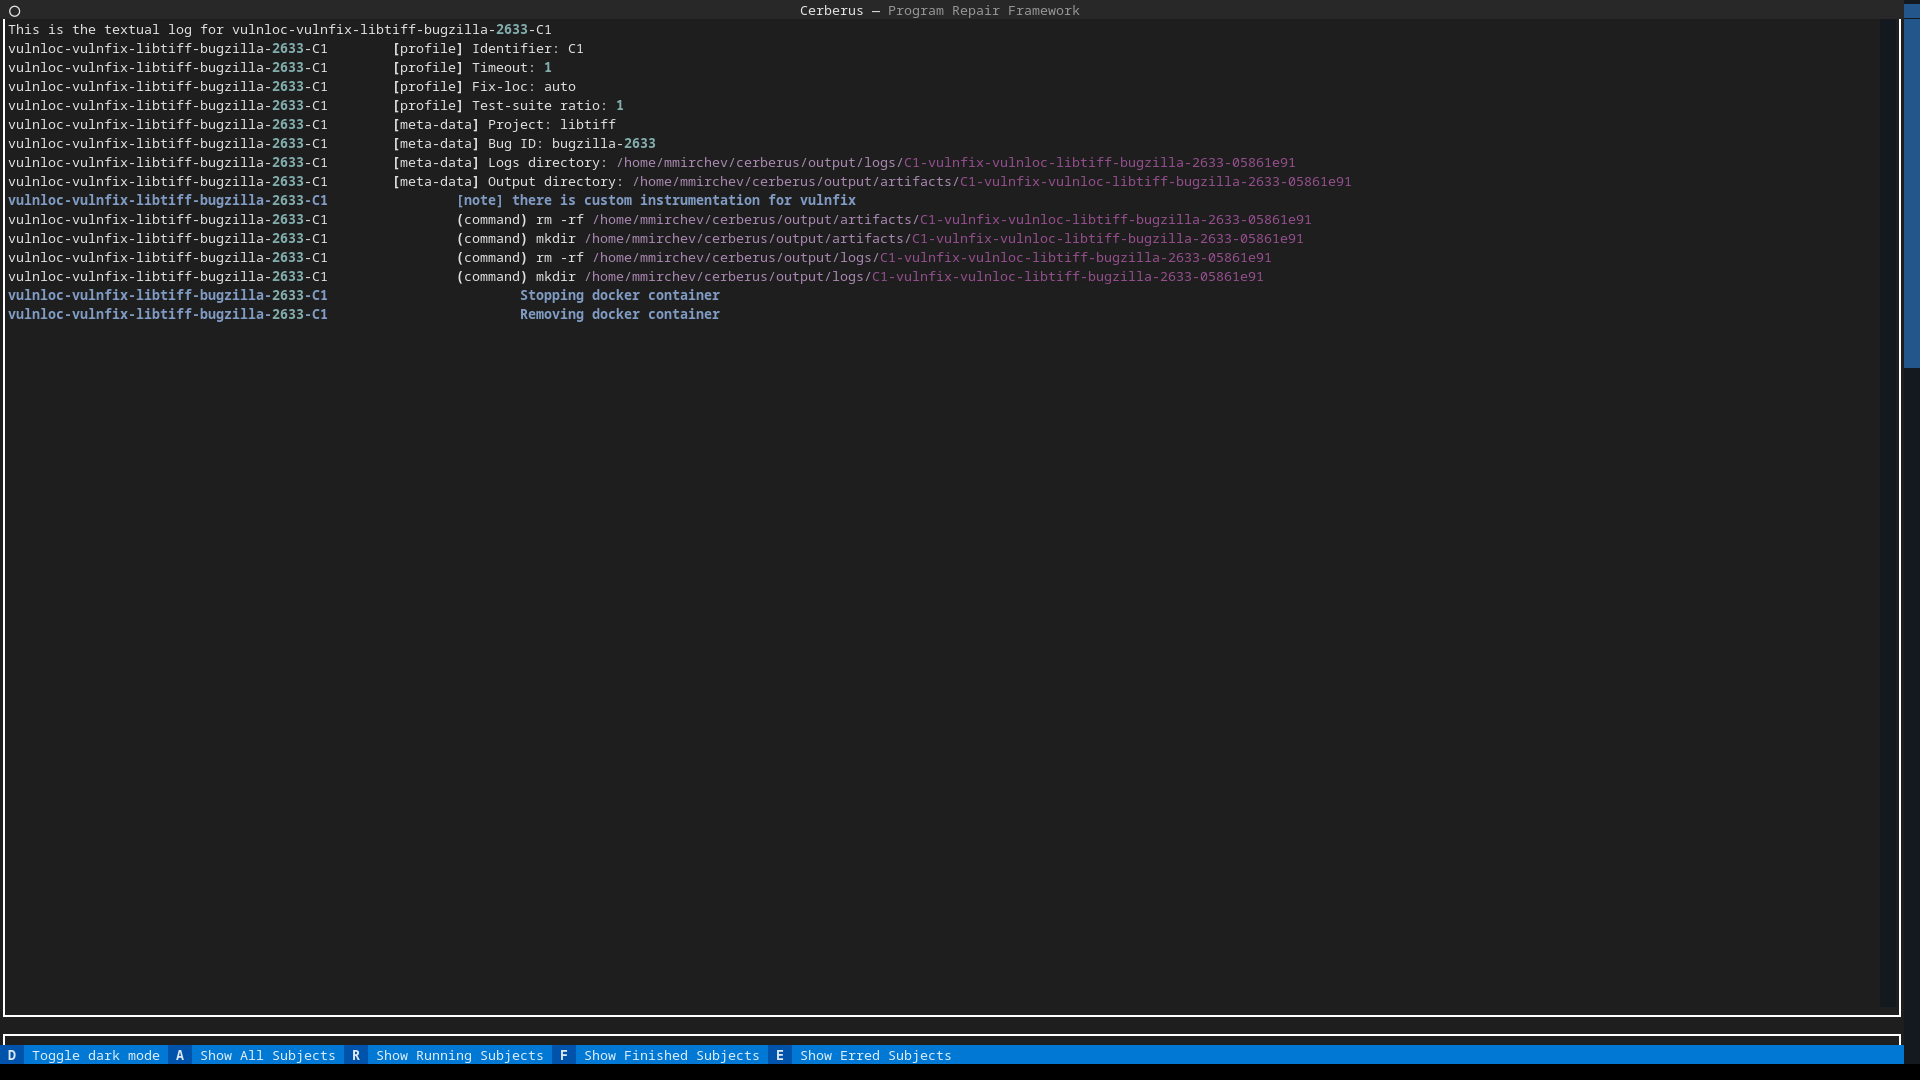 Cerberus — Program Repair Framework
This is the textual log for vulnloc-vulnfix-libtiff-bugzilla-2633-C1
vulnloc-vulnfix-libtiff-bugzilla-2633-C1 [profile] Identifier: C1
vulnloc-vulnfix-libtiff-bugzilla-2633-C1 [profile] Timeout: 1
vulnloc-vulnfix-libtiff-bugzilla-2633-C1 [profile] Fix-loc: auto
vulnloc-vulnfix-libtiff-bugzilla-2633-C1 [profile] Test-suite ratio: 1
vulnloc-vulnfix-libtiff-bugzilla-2633-C1 [meta-data] Project: libtiff
vulnloc-vulnfix-libtiff-bugzilla-2633-C1 [meta-data] Bug ID: bugzilla-2633
vulnloc-vulnfix-libtiff-bugzilla-2633-C1 [meta-data] Logs directory: /home/mmirchev/cerberus/output/logs/C1-vulnfix-vulnloc-libtiff-bugzilla-2633-05861e91
vulnloc-vulnfix-libtiff-bugzilla-2633-C1 [meta-data] Output directory: /home/mmirchev/cerberus/output/artifacts/C1-vulnfix-vulnloc-libtiff-bugzilla-2633-05861e91
vulnloc-vulnfix-libtiff-bugzilla-2633-C1 [note] there is custom instrumentation for vulnfix
vulnloc-vulnfix-libtiff-bugzilla-2633-C1 (command) rm -rf /home/mmirchev/cerberus/output/artifacts/C1-vulnfix-vulnloc-libtiff-bugzilla-2633-05861e91
vulnloc-vulnfix-libtiff-bugzilla-2633-C1 (command) mkdir /home/mmirchev/cerberus/output/artifacts/C1-vulnfix-vulnloc-libtiff-bugzilla-2633-05861e91
vulnloc-vulnfix-libtiff-bugzilla-2633-C1 (command) rm -rf /home/mmirchev/cerberus/output/logs/C1-vulnfix-vulnloc-libtiff-bugzilla-2633-05861e91
vulnloc-vulnfix-libtiff-bugzilla-2633-C1 (command) mkdir /home/mmirchev/cerberus/output/logs/C1-vulnfix-vulnloc-libtiff-bugzilla-2633-05861e91
vulnloc-vulnfix-libtiff-bugzilla-2633-C1 Stopping docker container
vulnloc-vulnfix-libtiff-bugzilla-2633-C1 Removing docker container
D Toggle dark mode A Show All Subjects R Show Running Subjects F Show Finished Subjects E Show Erred Subjects